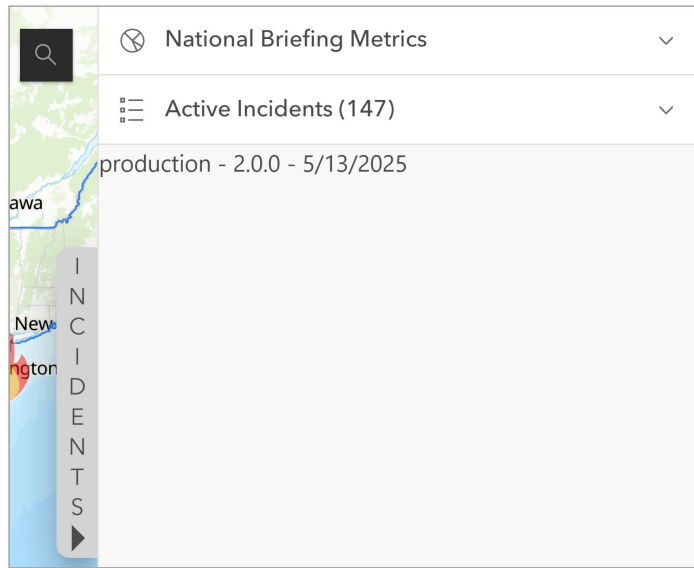 National Briefing Metrics
Active Incidents (147)
production - 2.0.0 - 5/13/2025
awa
New
ngton
INCIDENTS